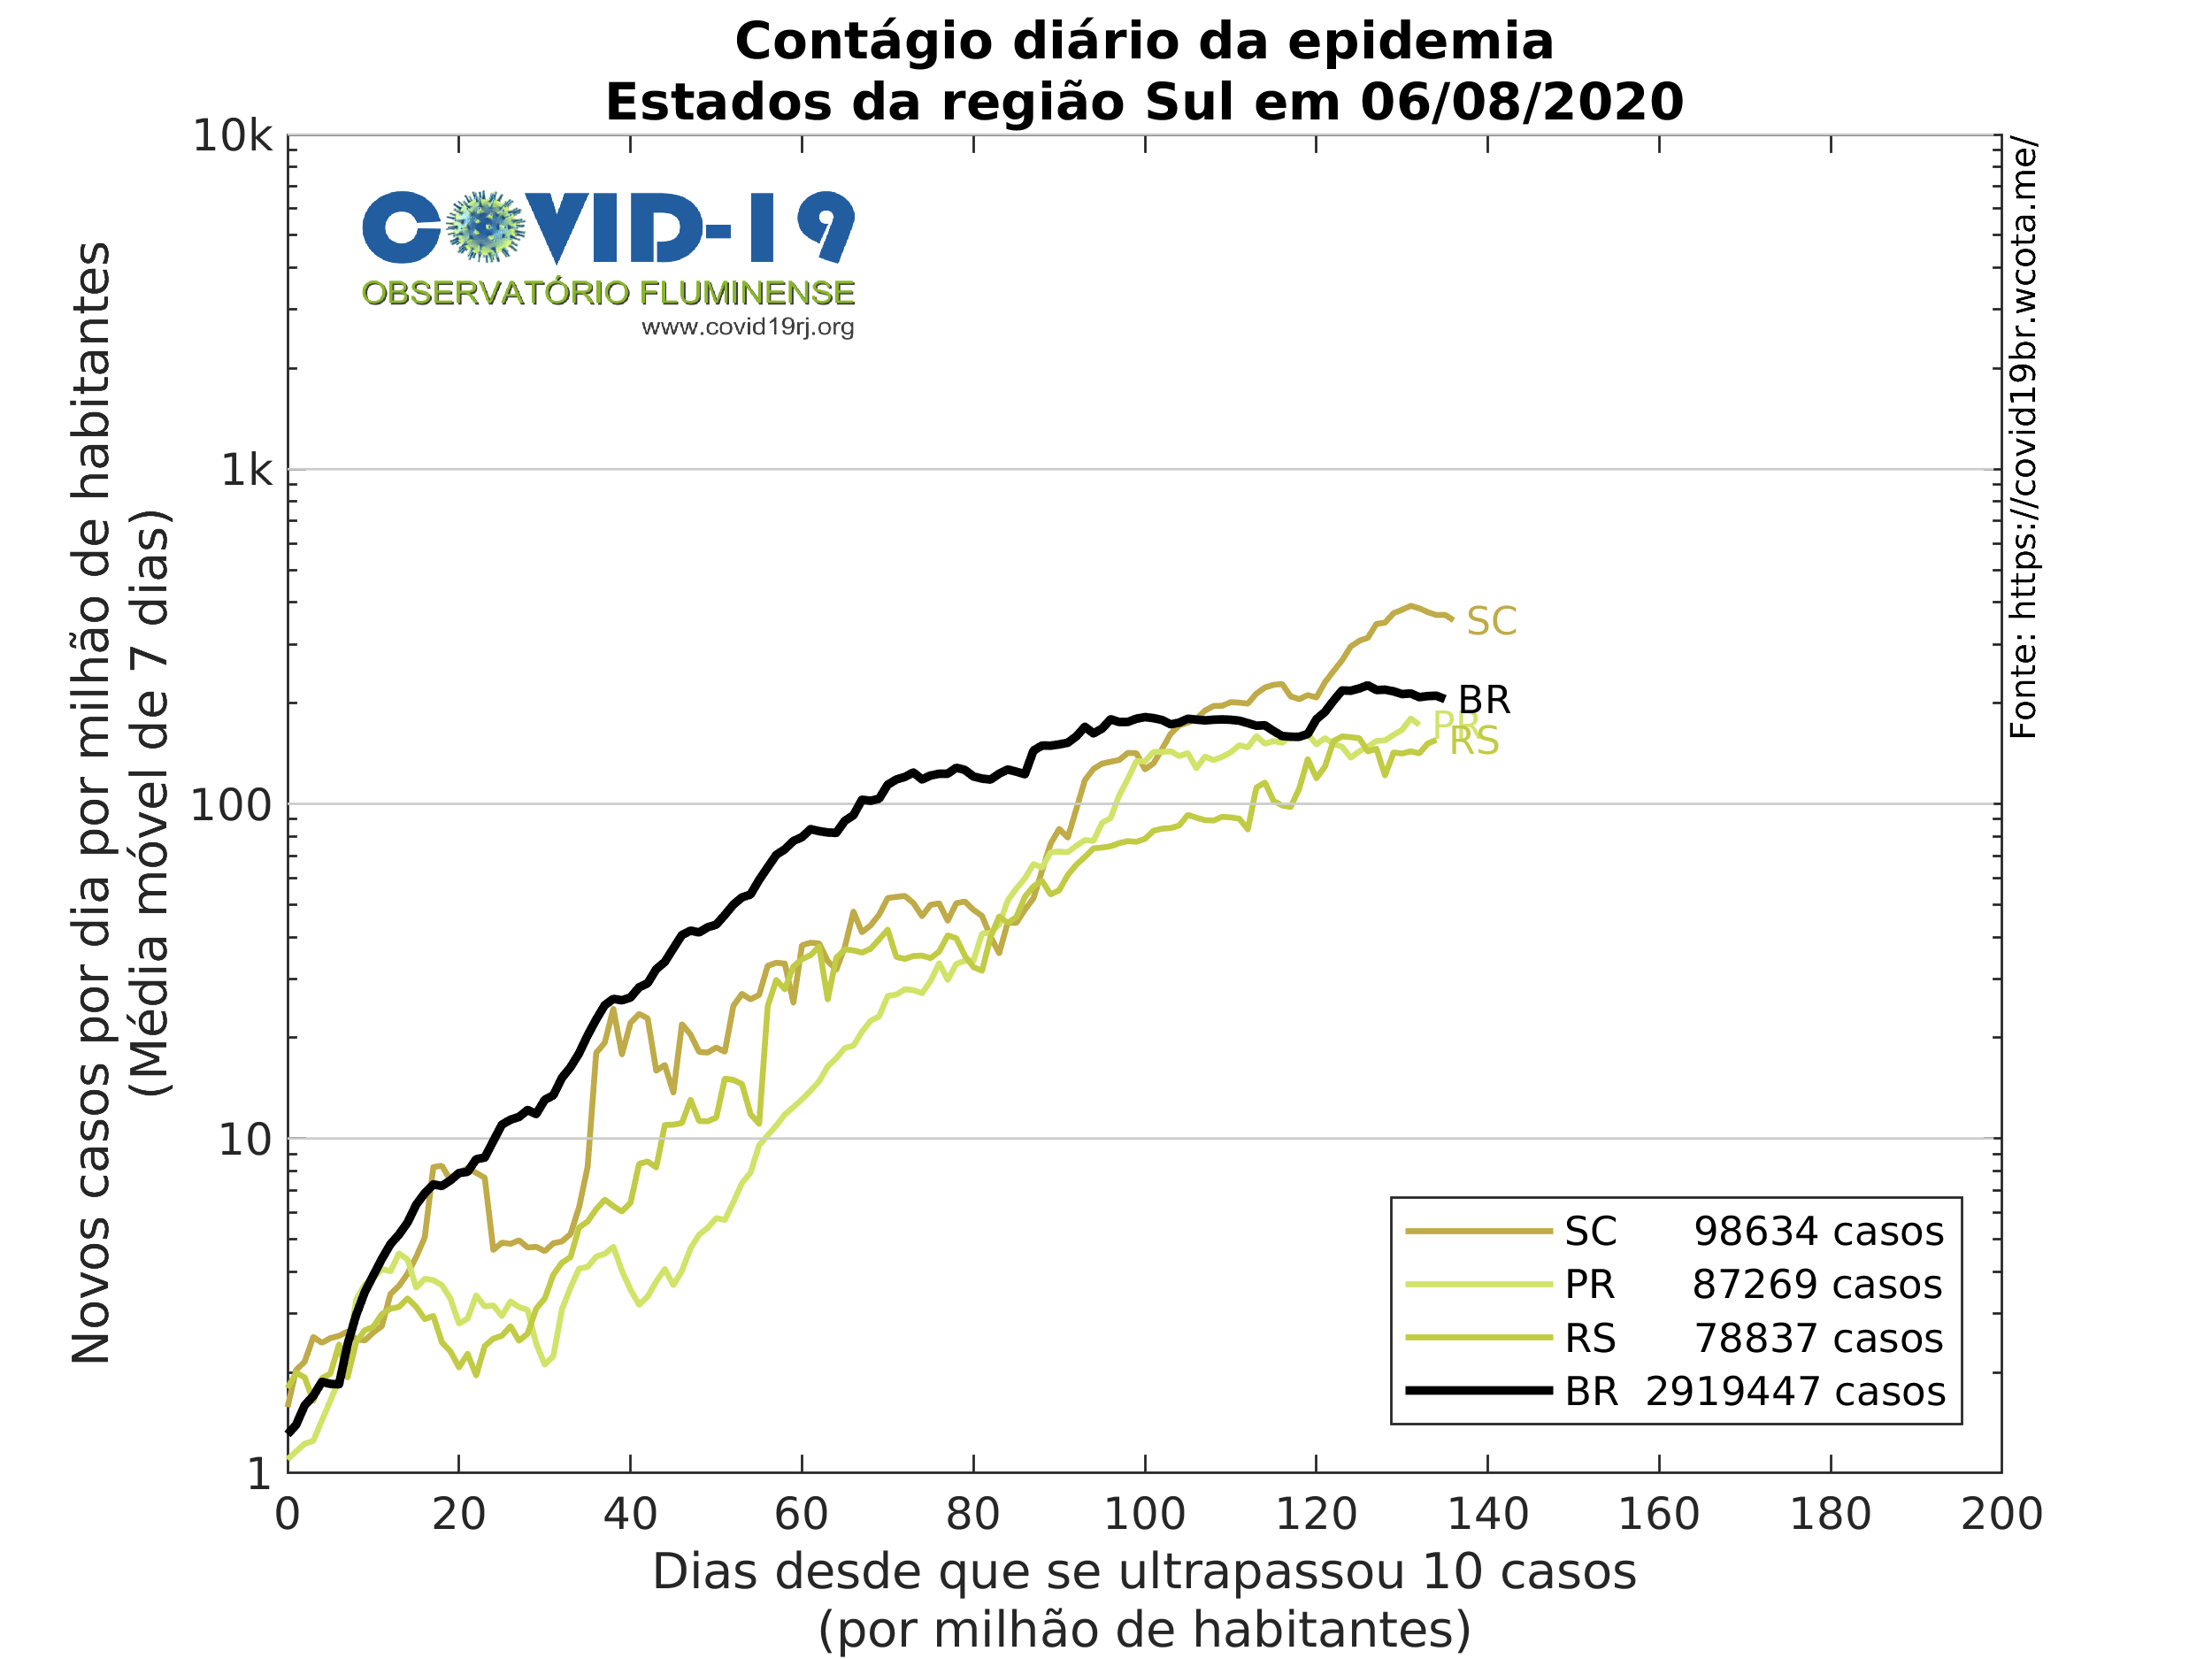 Contágio diário da epidemia
Estados da região Sul em 06/08/2020
Novos casos por dia por milhão de habitantes
(Média móvel de 7 dias)
10k
1k
100
10
1
COVID-19
OBSERVATÓRIO FLUMINENSE
www.covid19rj.org
SC
BR
PR
RS
SC 98634 casos
PR 87269 casos
RS 78837 casos
BR 2919447 casos
0 20 40 60 80 100 120 140 160 180 200
Dias desde que se ultrapassou 10 casos
(por milhão de habitantes)
Fonte: https://covid19br.wcota.me/